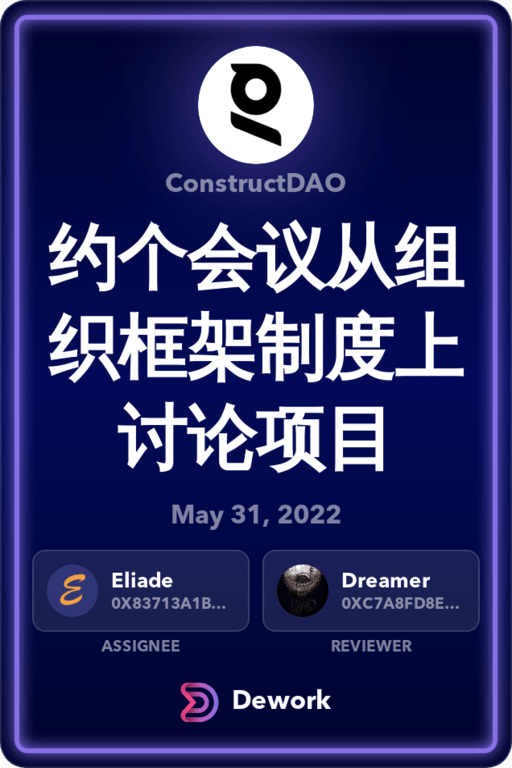 ConstructDAO
约个会议从组
织框架制度上
讨论项目
May 31, 2022
E
Eliade
0X83713A1B...
Dreamer
0XC7A8FD8E...
ASSIGNEE
REVIEWER
Dework